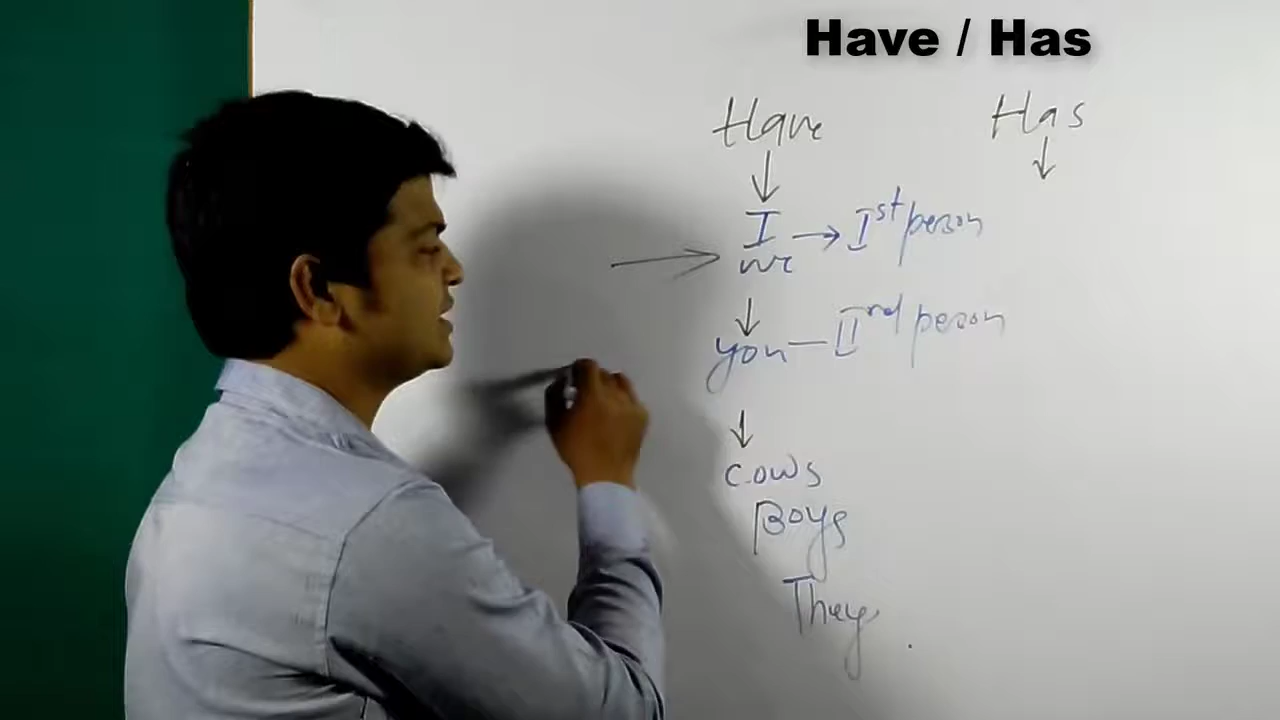 Have / Has
Have Has
I → Ist person
we
you — IInd person
cows
Boys
They